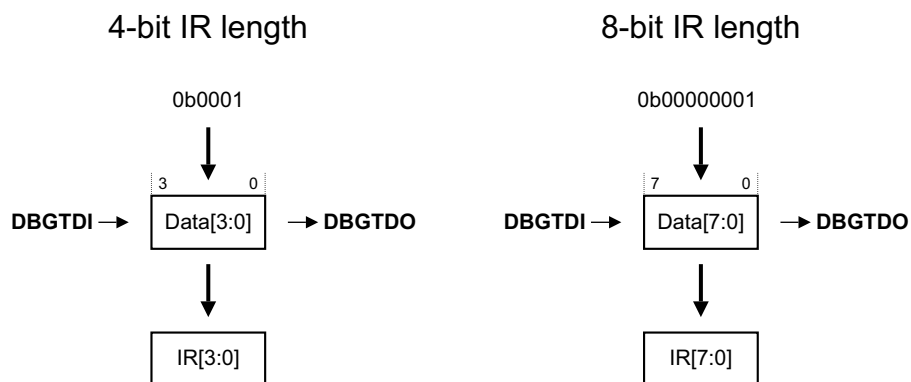 4-bit IR length
0b0001
3 0
DBGTDI Data[3:0] DBGTDO
IR[3:0]
8-bit IR length
0b00000001
7 0
DBGTDI Data[7:0] DBGTDO
IR[7:0]